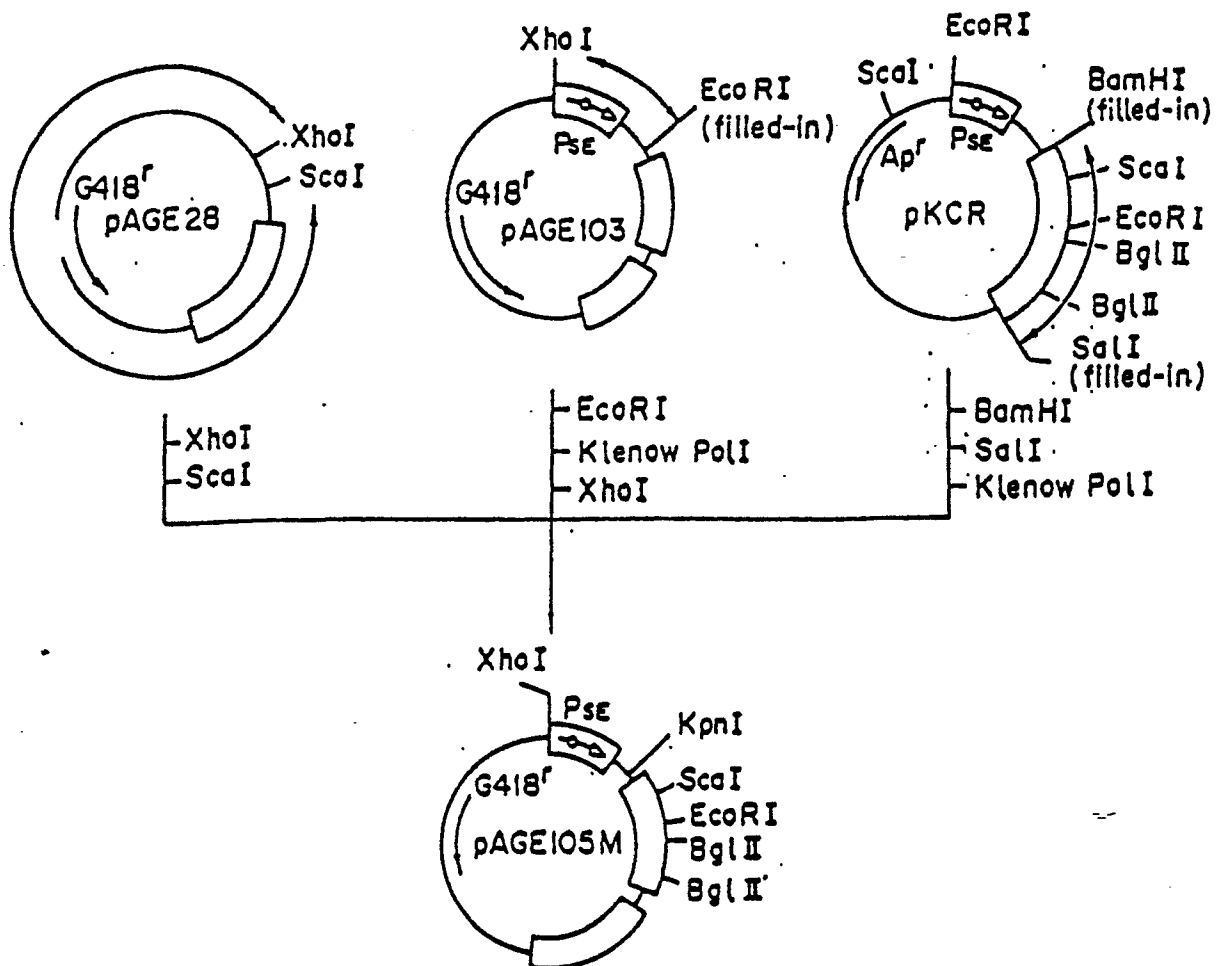 XhoI
ScaI
G418r
pAGE28
XhoI
EcoRI
(filled-in)
PSE
G418r
pAGE103
EcoRI
ScaI
BamHI
(filled-in)
PSE
Apr
ScaI
pKCR
EcoRI
BglII
BglII
SalI
(filled-in)
XhoI
ScaI
EcoRI
Klenow PolI
XhoI
BamHI
SalI
Klenow PolI
XhoI
PSE
KpnI
G418r
ScaI
EcoRI
pAGE105M
BglII
BglII